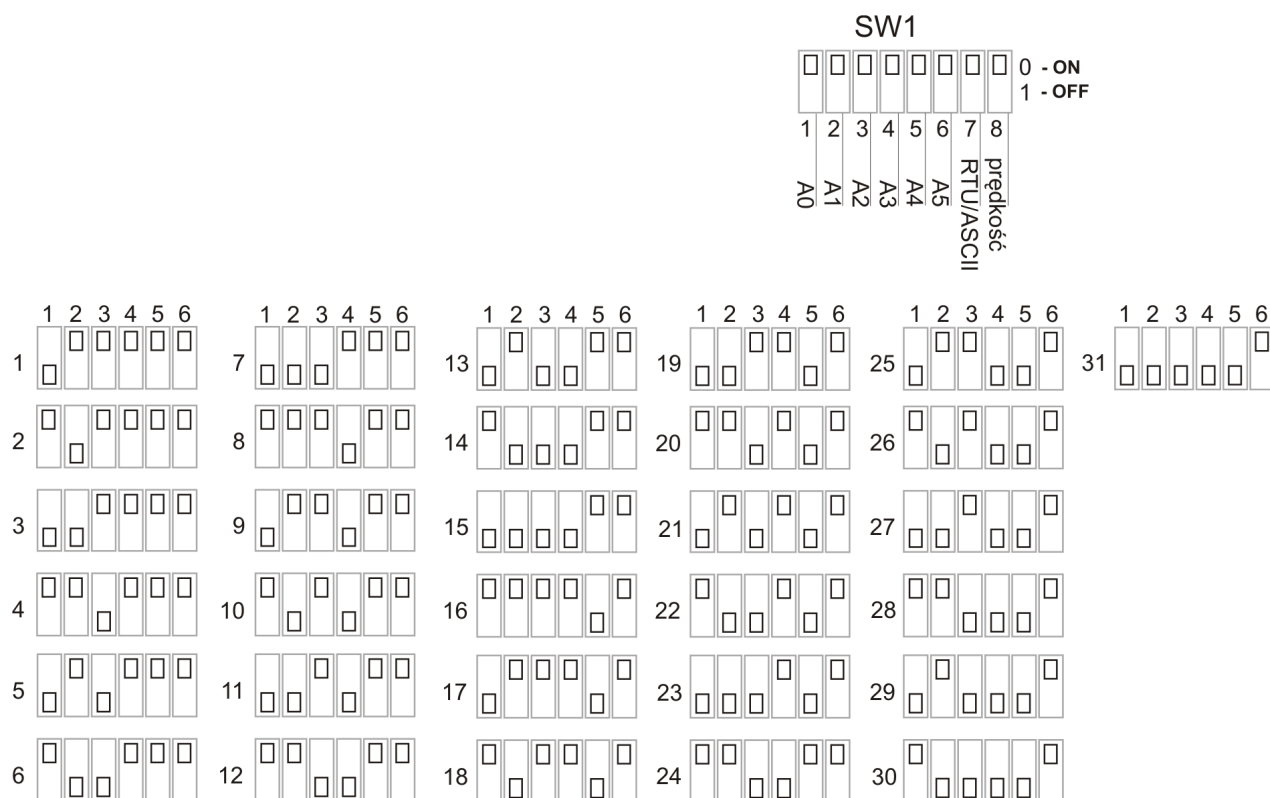 SW1
0 - ON
1 - OFF
1 2 3 4 5 6 7 8
A0 A1 A2 A3 A4 A5 RTU/ASCII prędkość
1 2 3 4 5 6 1 2 3 4 5 6 1 2 3 4 5 6 1 2 3 4 5 6 1 2 3 4 5 6 1 2 3 4 5 6
1 7 13 19 25 31
2 8 14 20 26
3 9 15 21 27
4 10 16 22 28
5 11 17 23 29
6 12 18 24 30